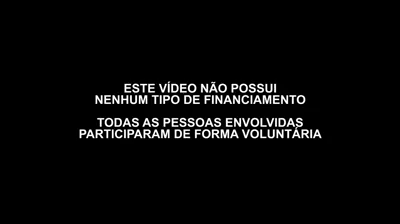 ESTE VÍDEO NÃO POSSUI
NENHUM TIPO DE FINANCIAMENTO
TODAS AS PESSOAS ENVOLVIDAS
PARTICIPARAM DE FORMA VOLUNTÁRIA